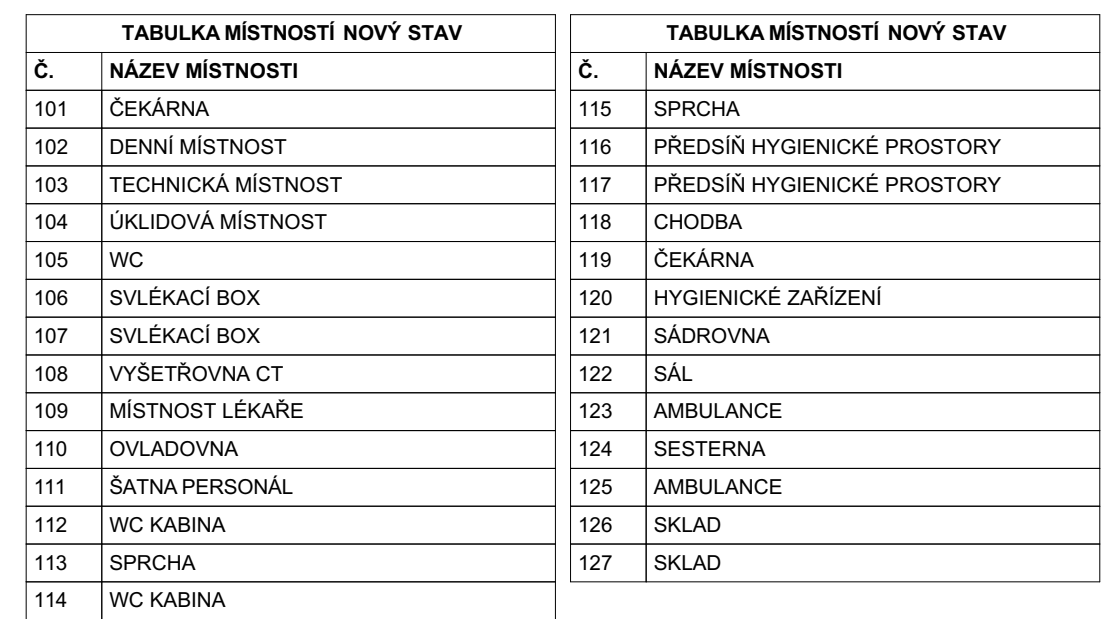 TABULKA MÍSTNOSTÍ NOVÝ STAV
Č. NÁZEV MÍSTNOSTI
101 ČEKÁRNA
102 DENNÍ MÍSTNOST
103 TECHNICKÁ MÍSTNOST
104 ÚKLIDOVÁ MÍSTNOST
105 WC
106 SVLÉKACÍ BOX
107 SVLÉKACÍ BOX
108 VYŠETŘOVNA CT
109 MÍSTNOST LÉKAŘE
110 OVLADOVNA
111 ŠATNA PERSONÁL
112 WC KABINA
113 SPRCHA
114 WC KABINA
TABULKA MÍSTNOSTÍ NOVÝ STAV
Č. NÁZEV MÍSTNOSTI
115 SPRCHA
116 PŘEDSÍŇ HYGIENICKÉ PROSTORY
117 PŘEDSÍŇ HYGIENICKÉ PROSTORY
118 CHODBA
119 ČEKÁRNA
120 HYGIENICKÉ ZAŘÍZENÍ
121 SÁDROVNA
122 SÁL
123 AMBULANCE
124 SESTERNA
125 AMBULANCE
126 SKLAD
127 SKLAD